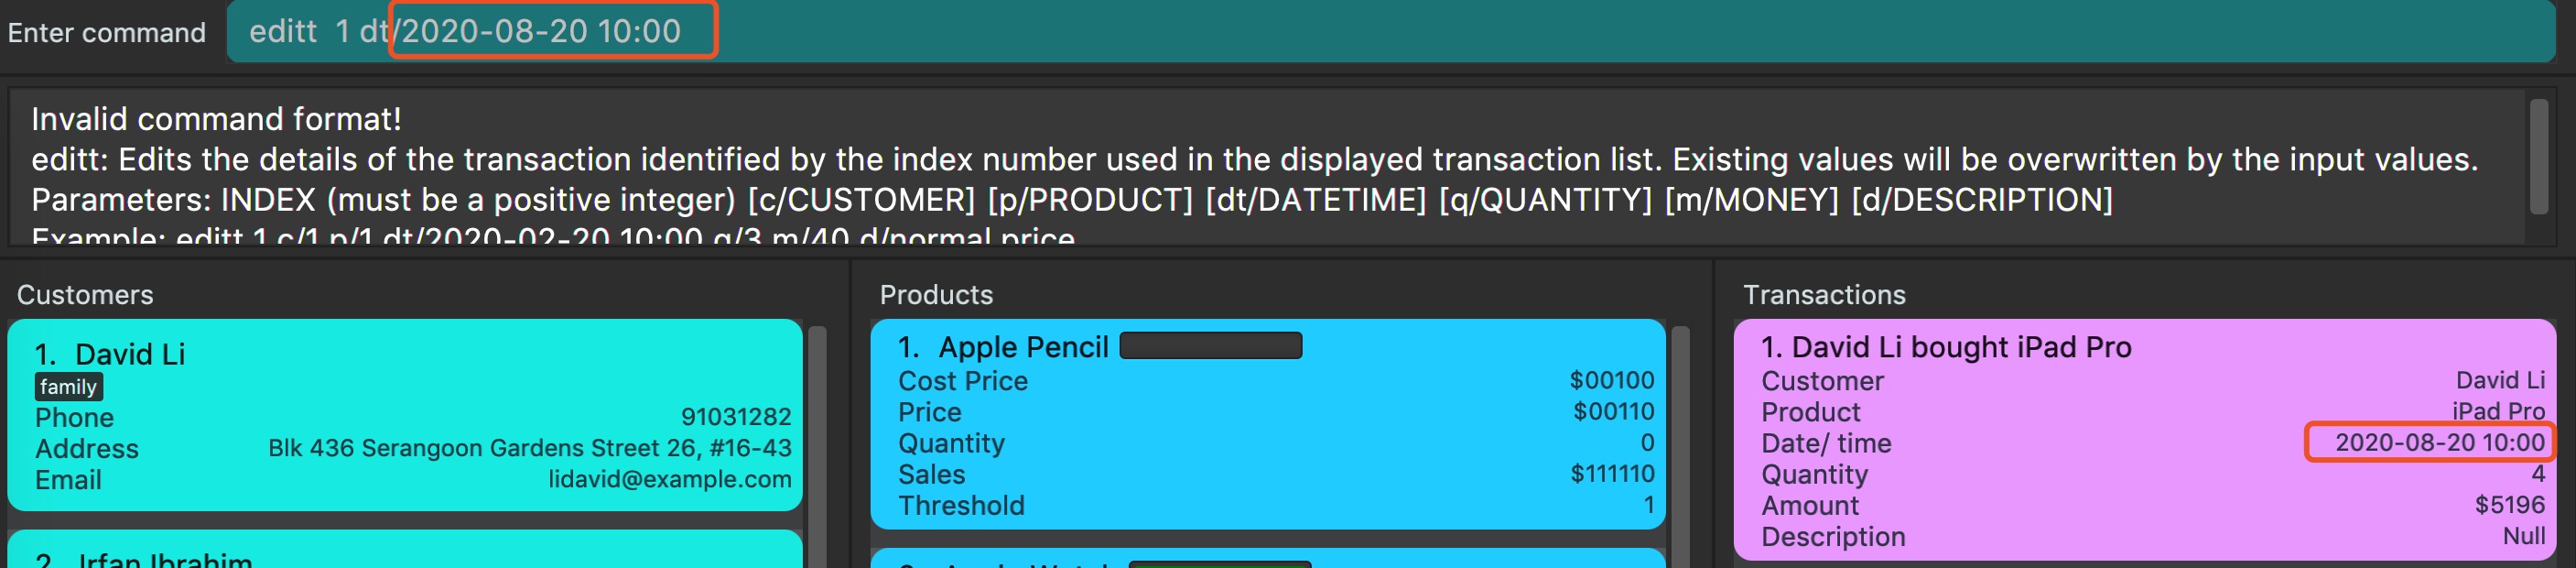 Enter command
editt  1 dt/2020-08-20 10:00
Invalid command format!
editt: Edits the details of the transaction identified by the index number used in the displayed transaction list. Existing values will be overwritten by the input values.
Parameters: INDEX (must be a positive integer) [c/CUSTOMER] [p/PRODUCT] [dt/DATETIME] [q/QUANTITY] [m/MONEY] [d/DESCRIPTION]
Example: editt 1 c/1 p/1 dt/2020-02-20 10:00 q/3 m/40 d/normal price
Customers
1. David Li
family
Phone 91031282
Address Blk 436 Serangoon Gardens Street 26, #16-43
Email lidavid@example.com
2. Irfan Ibrahim
Products
1. Apple Pencil
Cost Price $00100
Price $00110
Quantity 0
Sales $111110
Threshold 1
2. Apple Watch
Transactions
1. David Li bought iPad Pro
Customer David Li
Product iPad Pro
Date/ time 2020-08-20 10:00
Quantity 4
Amount $5196
Description Null